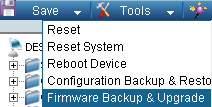 Save Tools
Reset
DES
Reset System
Reboot Device
Configuration Backup & Resto
Firmware Backup & Upgrade